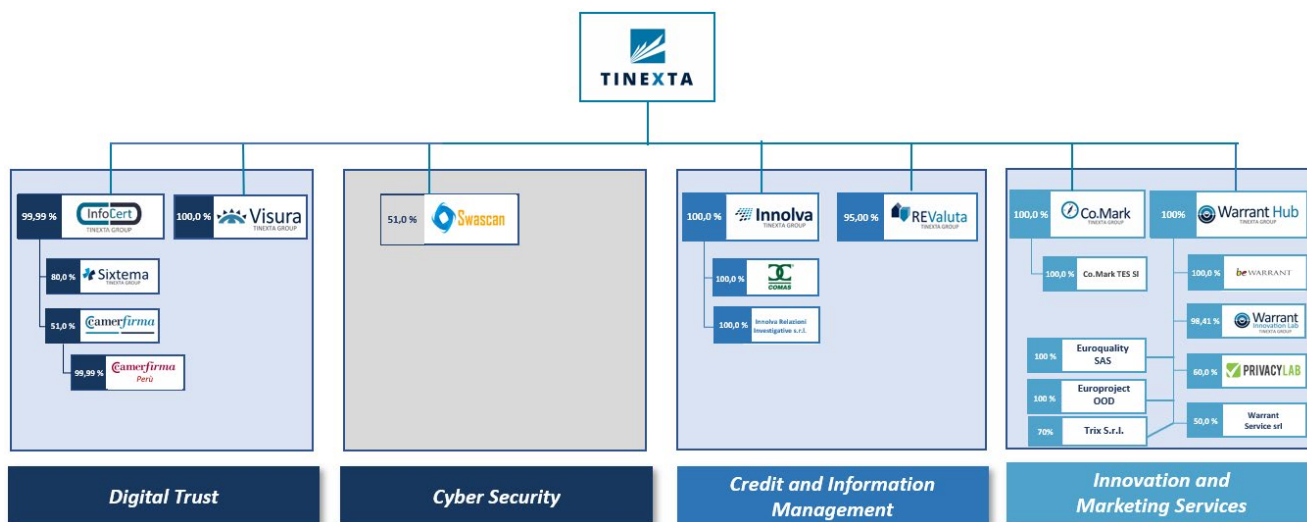 TINEXTA
99,99 %
InfoCert
TINEXTA GROUP
100,0 %
Visura
TINEXTA GROUP
80,0 %
Sixtema
TINEXTA GROUP
51,0 %
Camerfirma
99,99 %
Camerfirma
Perù
Digital Trust
51,0 %
Swascan
Cyber Security
100,0 %
Innolva
TINEXTA GROUP
95,00 %
REValuta
TINEXTA GROUP
100,0 %
COMAS
100,0 %
Innolva Relazioni
Investigative s.r.l.
Credit and Information
Management
100,0 %
Co.Mark
TINEXTA GROUP
100%
Warrant Hub
TINEXTA GROUP
100,0 %
Co.Mark TES Sl
100,0 %
beWARRANT
98,41 %
Warrant
Innovation Lab
TINEXTA GROUP
100 %
Euroquality
SAS
60,0 %
PRIVACYLAB
100 %
Europroject
OOD
70%
Trix S.r.l.
50,0 %
Warrant
Service srl
Innovation and
Marketing Services